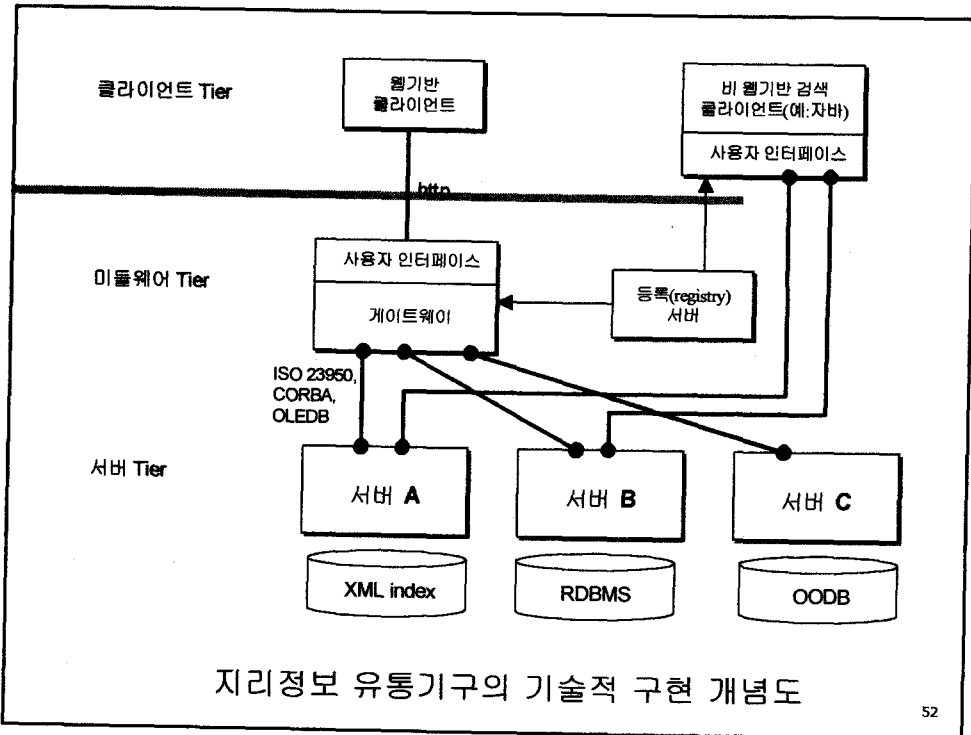 클라이언트 Tier
웹기반
클라이언트
비 웹기반 검색
클라이언트(예:자바)
사용자 인터페이스
http
미들웨어 Tier
사용자 인터페이스
게이트웨이
등록(registry)
서버
ISO 23950,
CORBA,
OLEDB
서버 Tier
서버 A
서버 B
서버 C
XML index
RDBMS
OODB
지리정보 유통기구의 기술적 구현 개념도
52